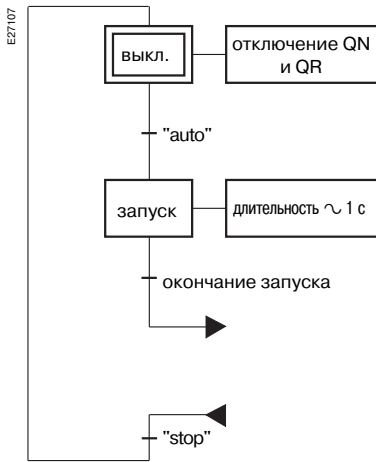 E27107
выкл.
отключение QN
и QR
"auto"
запуск
длительность ∿ 1 с
окончание запуска
"stop"